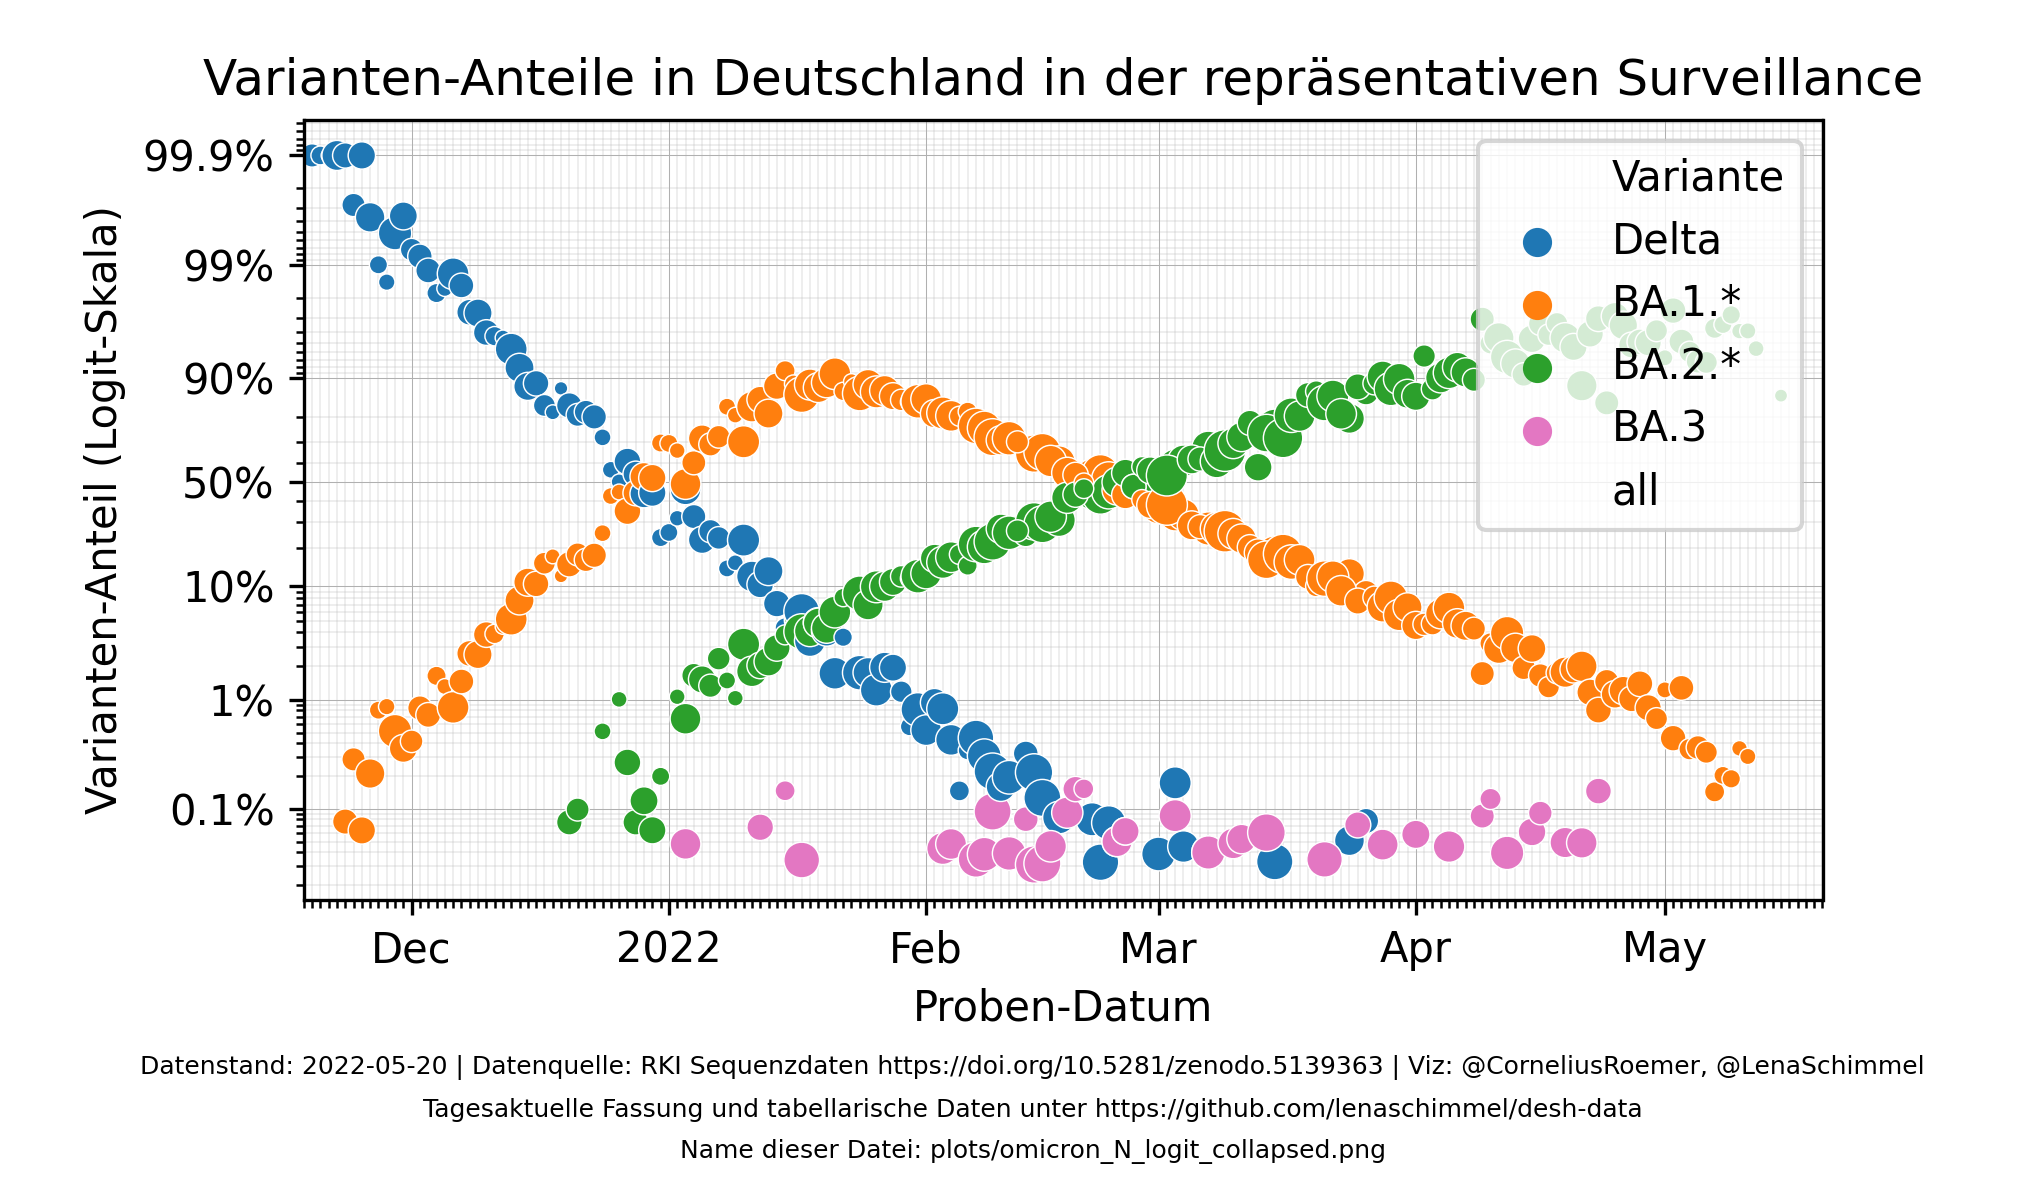 Varianten-Anteile in Deutschland in der repräsentativen Surveillance
Varianten-Anteil (Logit-Skala)
99.9%
99%
90%
50%
10%
1%
0.1%
Variante
Delta
BA.1.*
BA.2.*
BA.3
all
Dec 2022 Feb Mar Apr May
Proben-Datum
Datenstand: 2022-05-20 | Datenquelle: RKI Sequenzdaten https://doi.org/10.5281/zenodo.5139363 | Viz: @CorneliusRoemer, @LenaSchimmel
Tagesaktuelle Fassung und tabellarische Daten unter https://github.com/lenaschimmel/desh-data
Name dieser Datei: plots/omicron_N_logit_collapsed.png